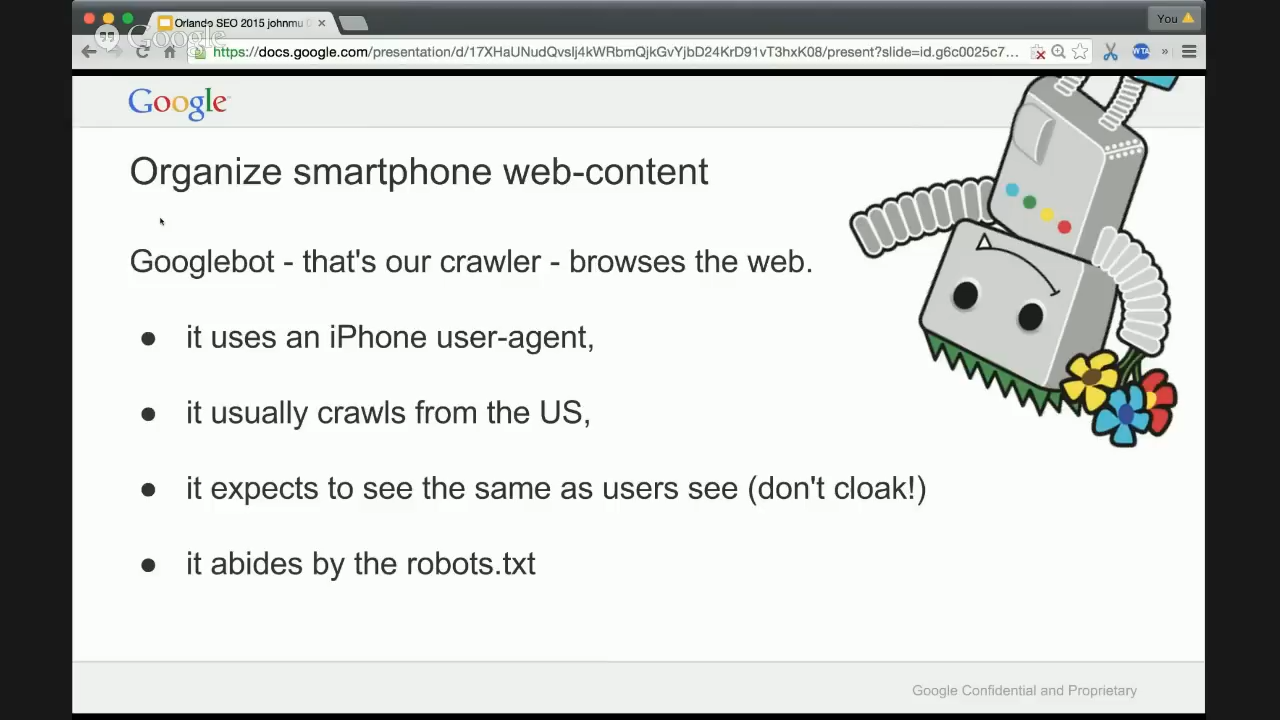 Orlando SEO 2015 johnmu
You
Google
https://docs.google.com/presentation/d/17XHaUNudQvsIj4kWRbmQjkGvYjbD24KrD91vT3hxK08/present?slide=id.g6c0025c7...
WTA
Google
Organize smartphone web-content
Googlebot - that's our crawler - browses the web.
● it uses an iPhone user-agent,
● it usually crawls from the US,
● it expects to see the same as users see (don't cloak!)
● it abides by the robots.txt
Google Confidential and Proprietary